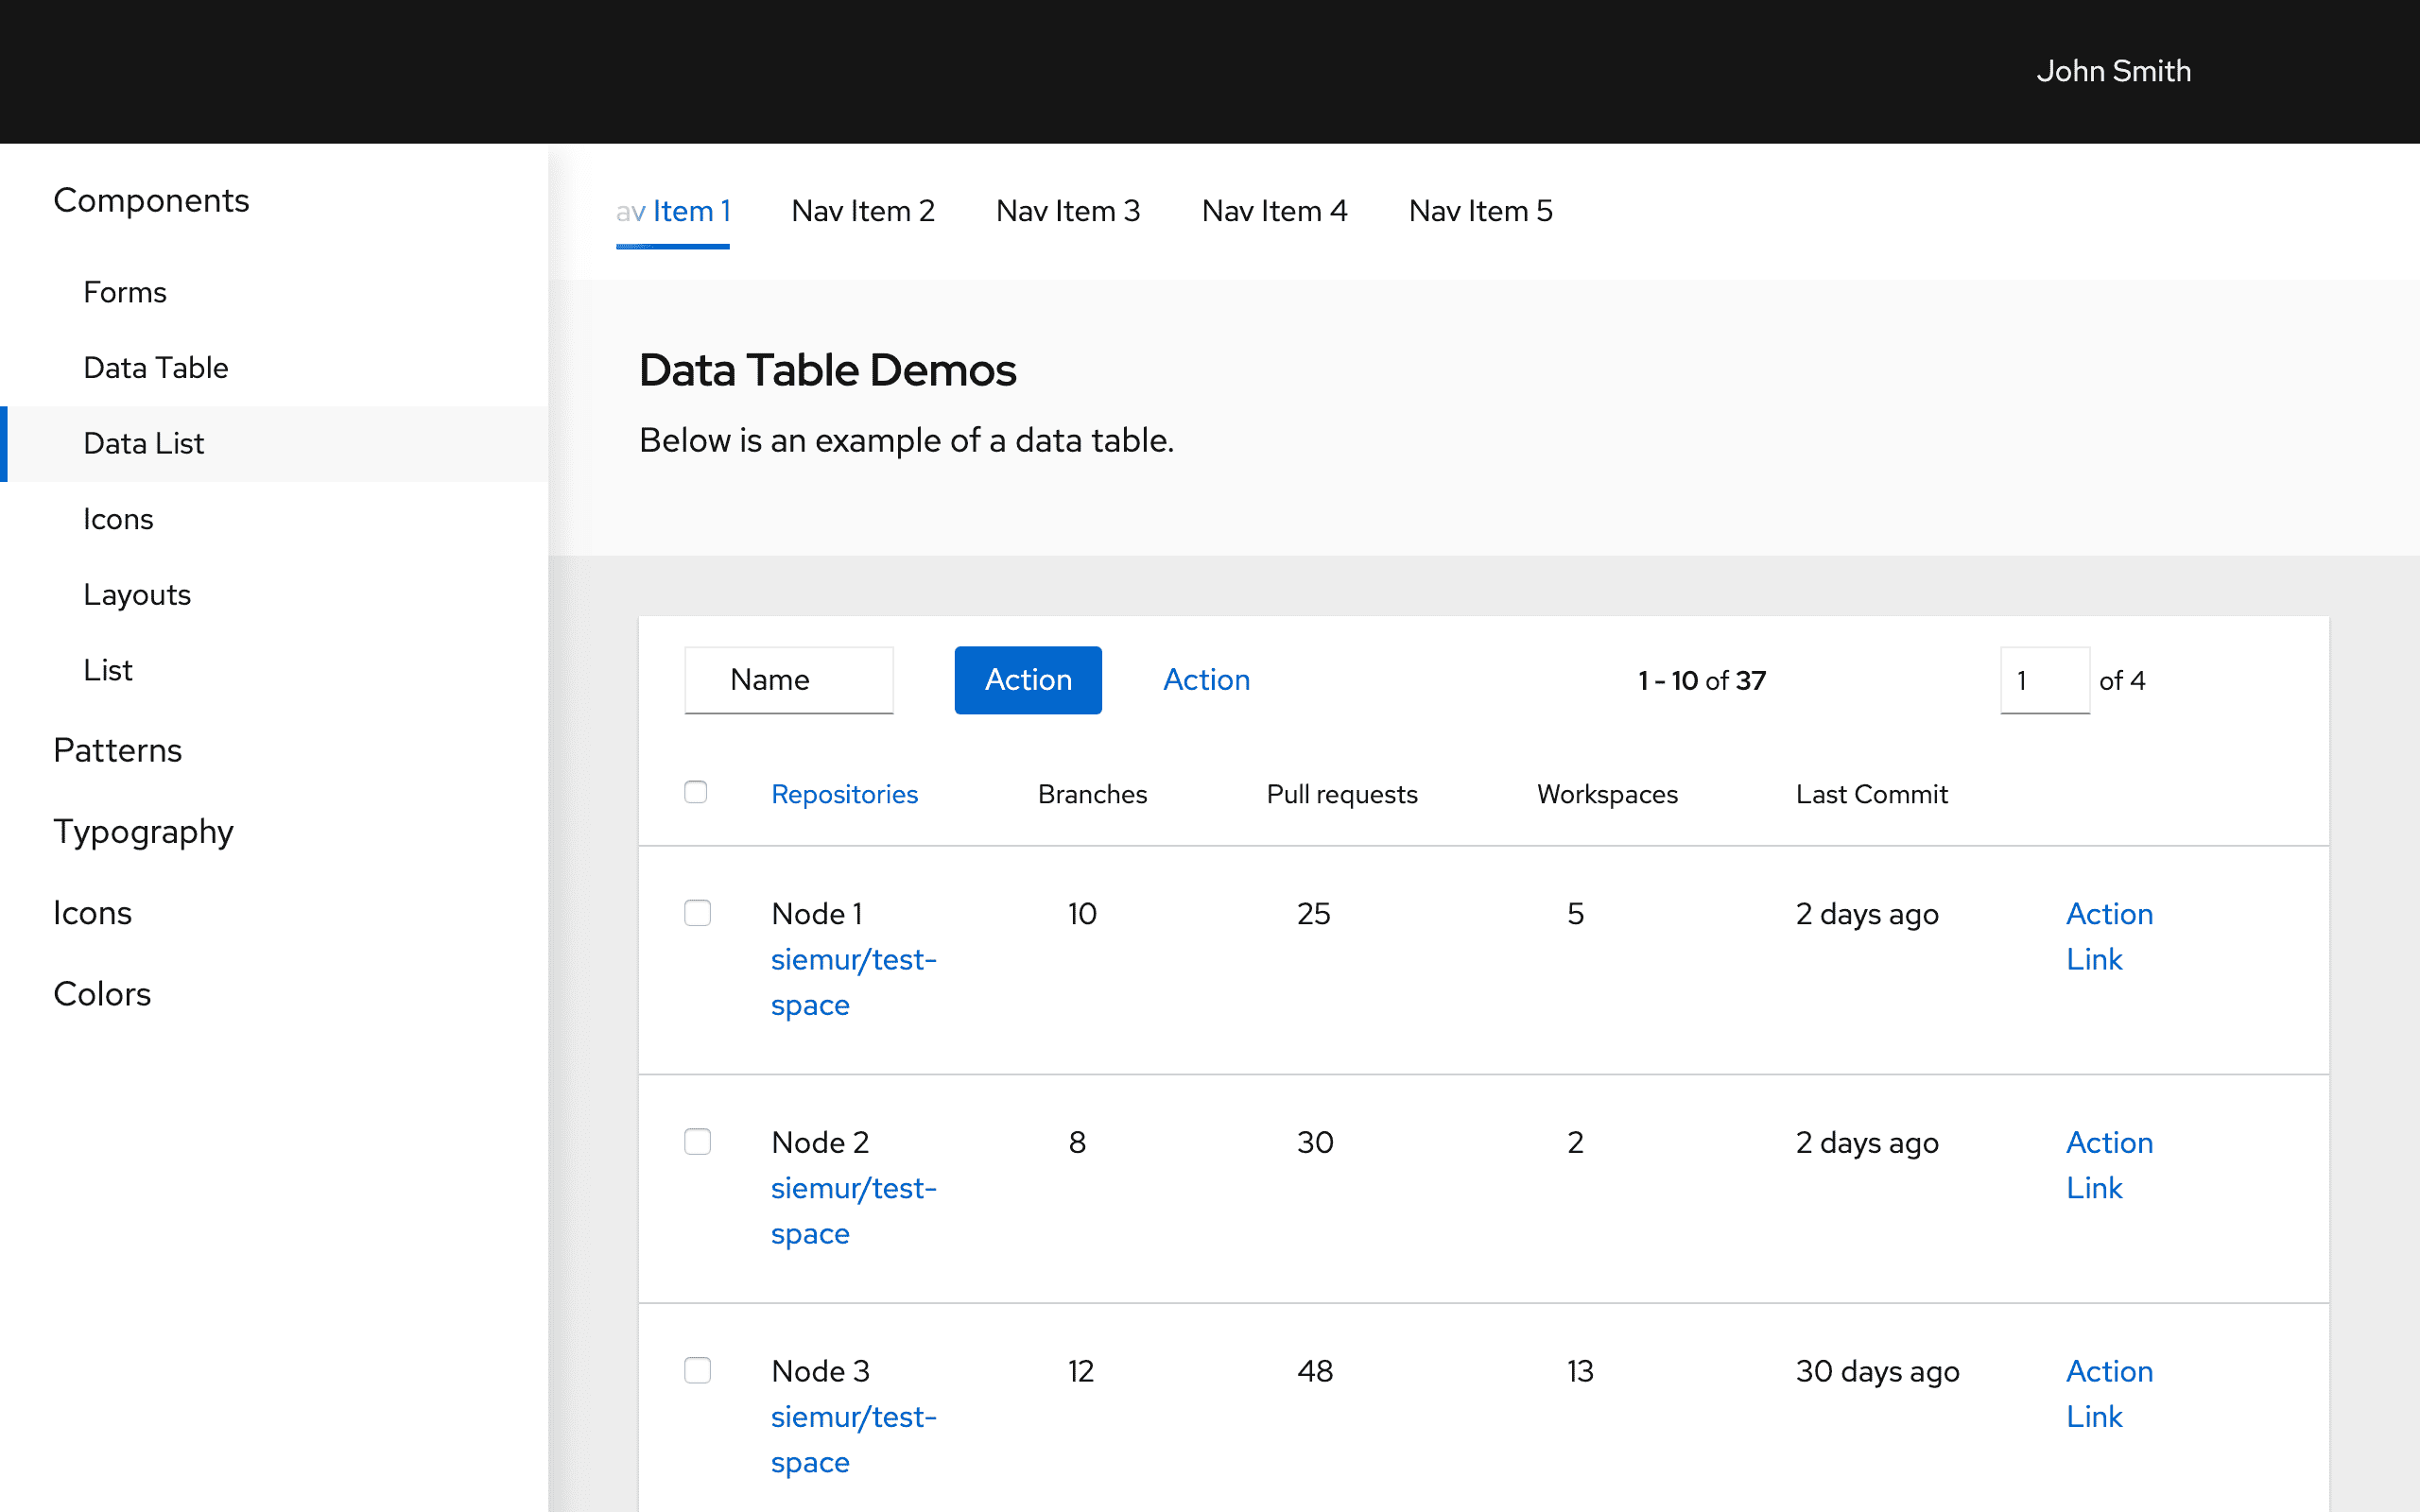 John Smith
Components
Forms
Data Table
Data List
Icons
Layouts
List
Patterns
Typography
Icons
Colors
av Item 1 Nav Item 2 Nav Item 3 Nav Item 4 Nav Item 5
Data Table Demos
Below is an example of a data table.
Name Action Action 1 - 10 of 37 1 of 4
Repositories Branches Pull requests Workspaces Last Commit
Node 1 10 25 5 2 days ago Action
siemur/test- Link
space
Node 2 8 30 2 2 days ago Action
siemur/test- Link
space
Node 3 12 48 13 30 days ago Action
siemur/test- Link
space